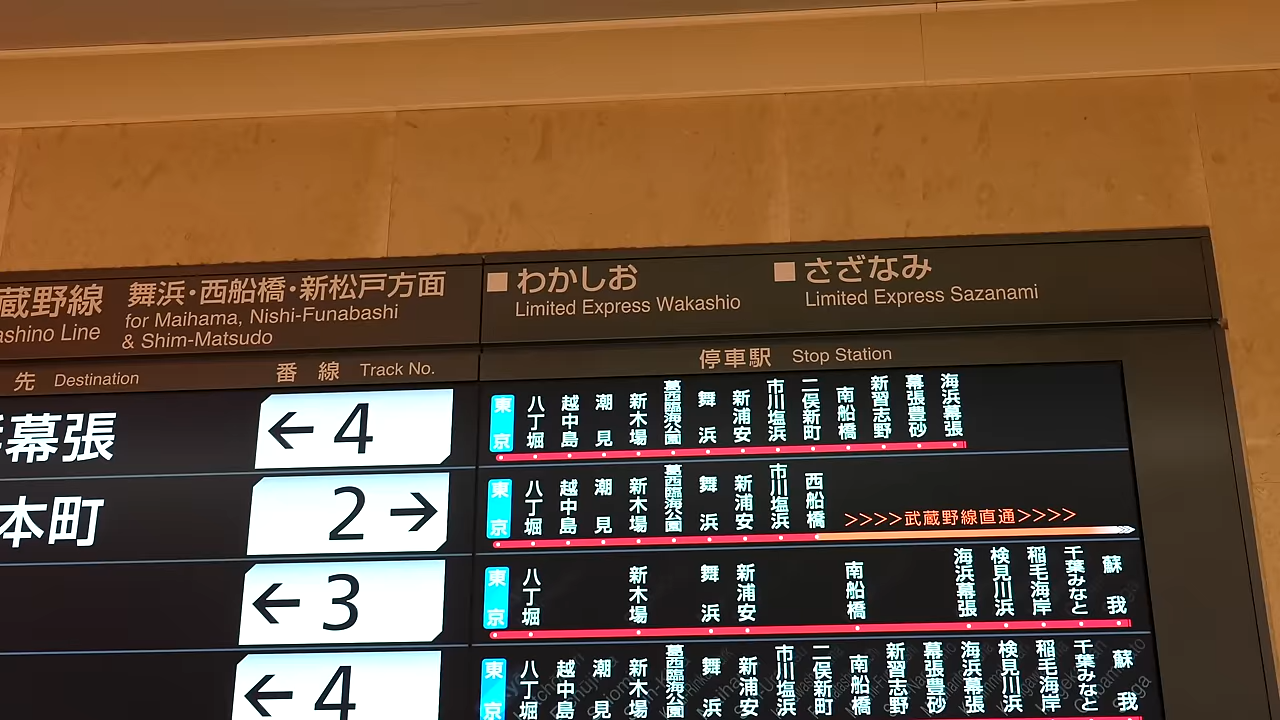 蔵野線 舞浜・西船橋・新松戸方面
ashino Line for Maihama, Nishi-Funabashi
& Shim-Matsudo
■ わかしお ■ さざなみ
Limited Express Wakashio Limited Express Sazanami
先 Destination 番線 Track No. 停車駅 Stop Station
幕張 ← 4 東京 八丁堀 越中島 潮見 新木場 葛西臨海公園 舞浜 新浦安 市川塩浜 二俣新町 南船橋 新習志野 幕張豊砂 海浜幕張
本町 2 → 東京 八丁堀 越中島 潮見 新木場 葛西臨海公園 舞浜 新浦安 市川塩浜 西船橋 >>>>武蔵野線直通>>>>
← 3 東京 八丁堀 新木場 舞浜 新浦安 南船橋 海浜幕張 検見川浜 稲毛海岸 千葉みなと 蘇我
← 4 東京 八丁堀 越中島 潮見 新木場 葛西臨海公園 舞浜 新浦安 市川塩浜 二俣新町 南船橋 新習志野 幕張豊砂 海浜幕張 検見川浜 稲毛海岸 千葉みなと 蘇我